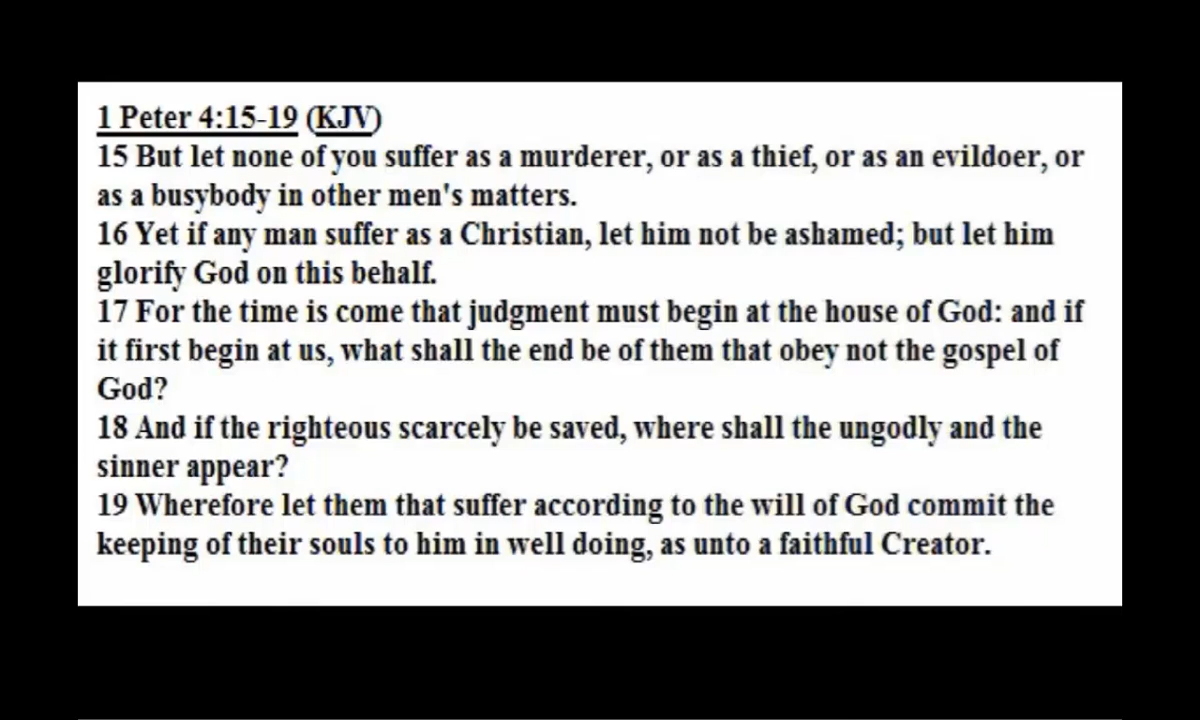 1 Peter 4:15-19 (KJV)
15 But let none of you suffer as a murderer, or as a thief, or as an evildoer, or
as a busybody in other men's matters.
16 Yet if any man suffer as a Christian, let him not be ashamed; but let him
glorify God on this behalf.
17 For the time is come that judgment must begin at the house of God: and if
it first begin at us, what shall the end be of them that obey not the gospel of
God?
18 And if the righteous scarcely be saved, where shall the ungodly and the
sinner appear?
19 Wherefore let them that suffer according to the will of God commit the
keeping of their souls to him in well doing, as unto a faithful Creator.